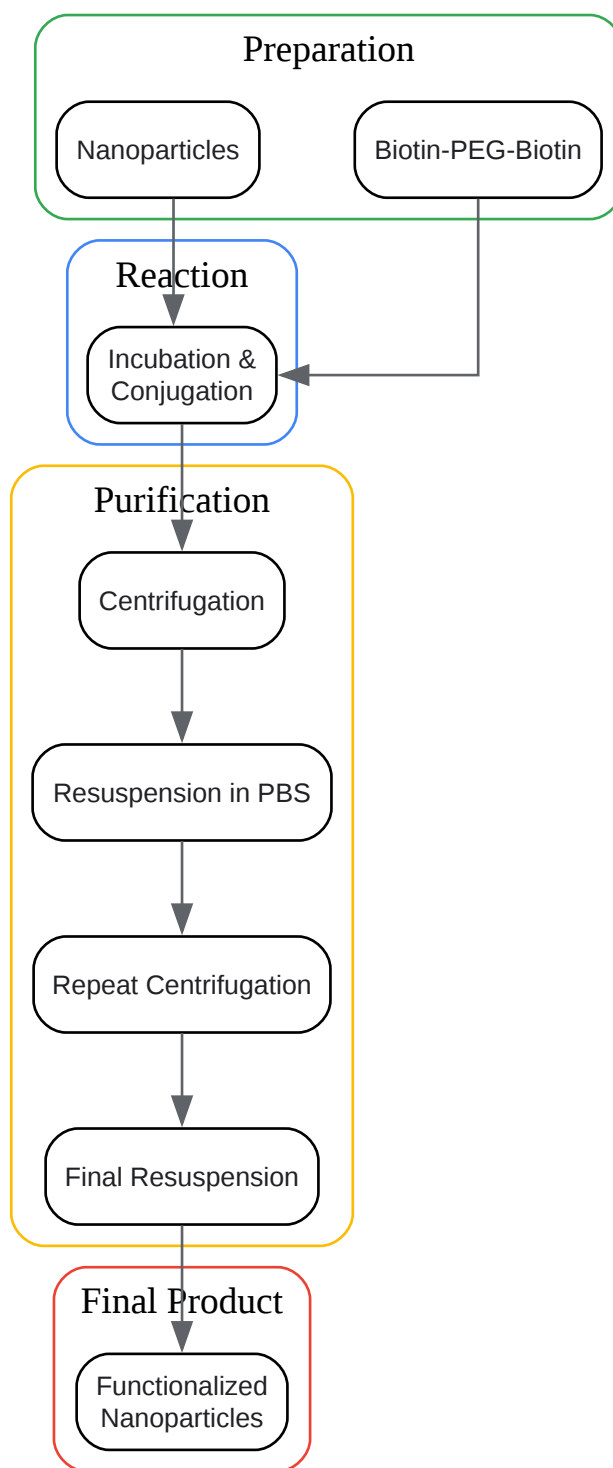 Preparation
Nanoparticles
Biotin-PEG-Biotin
Reaction
Incubation &
Conjugation
Purification
Centrifugation
Resuspension in PBS
Repeat Centrifugation
Final Resuspension
Final Product
Functionalized
Nanoparticles